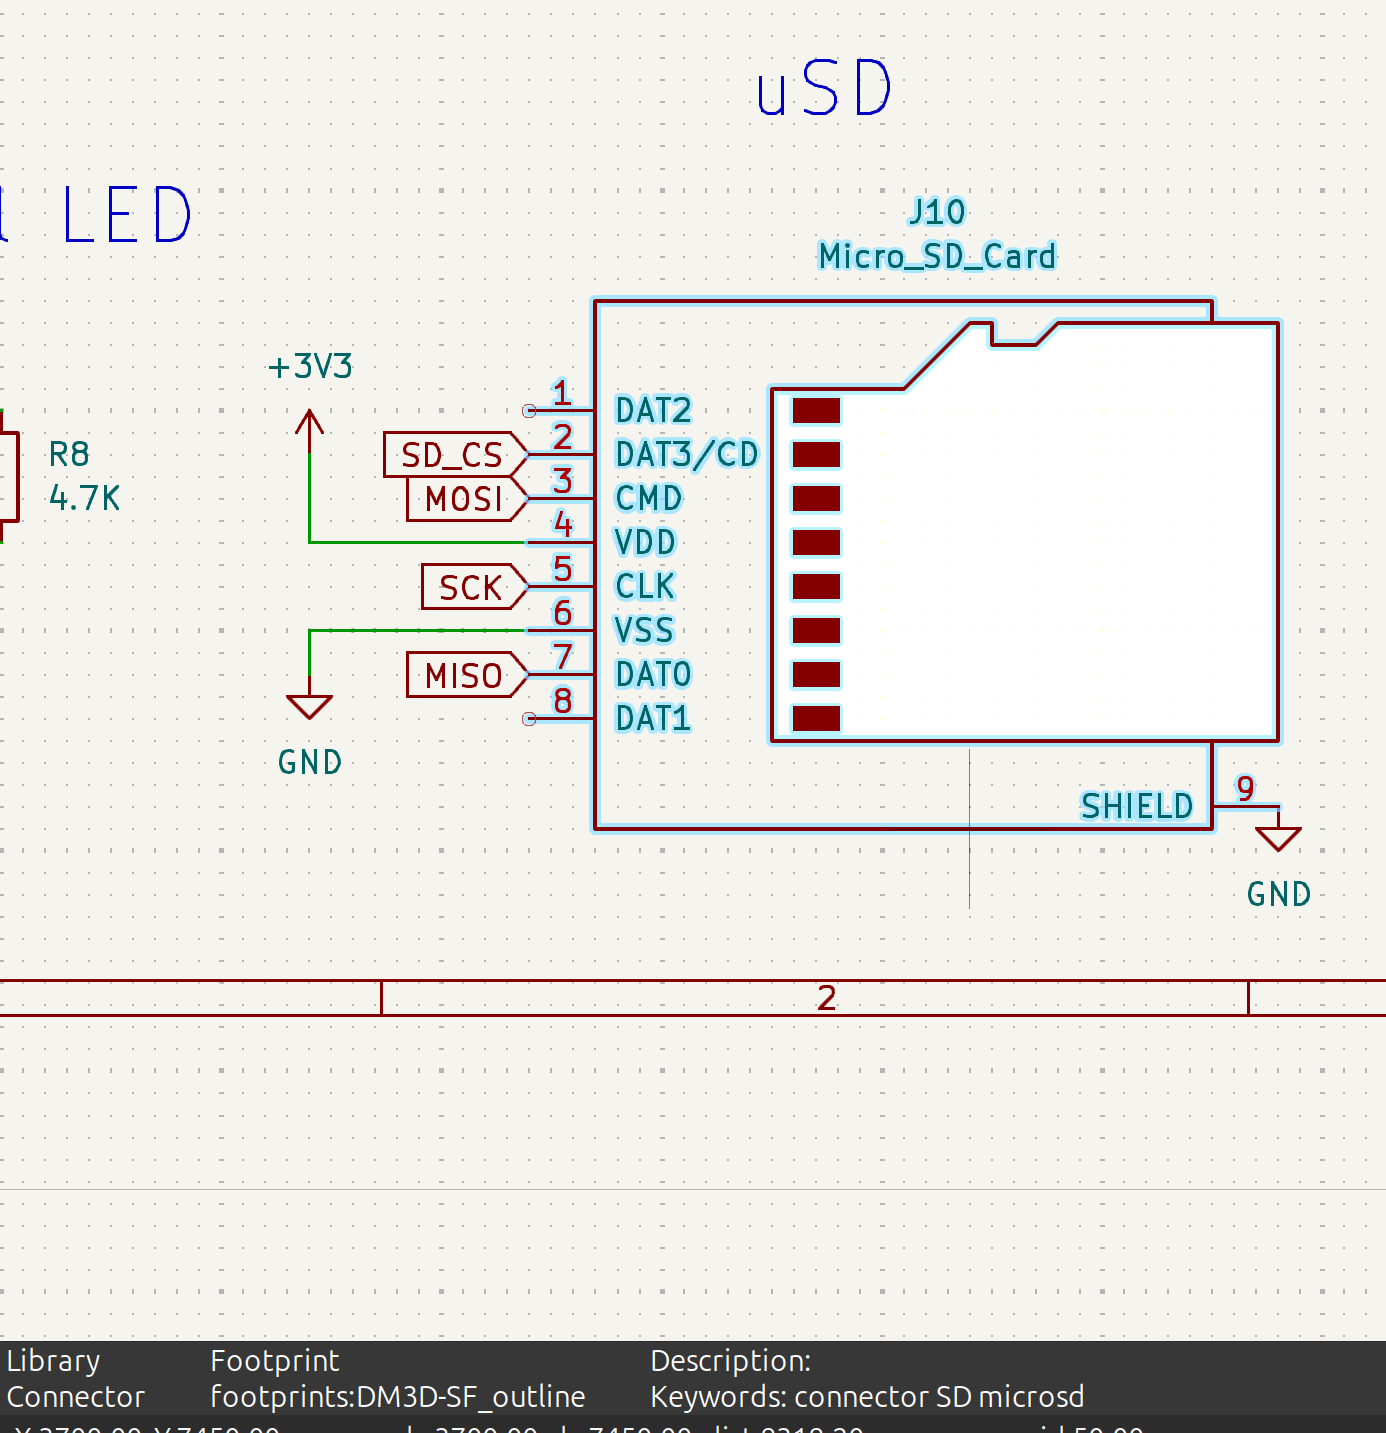 uSD
LED
J10
Micro_SD_Card
+3V3
R8
4.7K
1
DAT2
SD_CS
2
DAT3/CD
MOSI
3
CMD
4
VDD
SCK
5
CLK
6
VSS
MISO
7
DAT0
8
DAT1
GND
SHIELD
9
GND
2
Library
Footprint
Description:
Connector
footprints:DM3D-SF_outline
Keywords: connector SD microsd